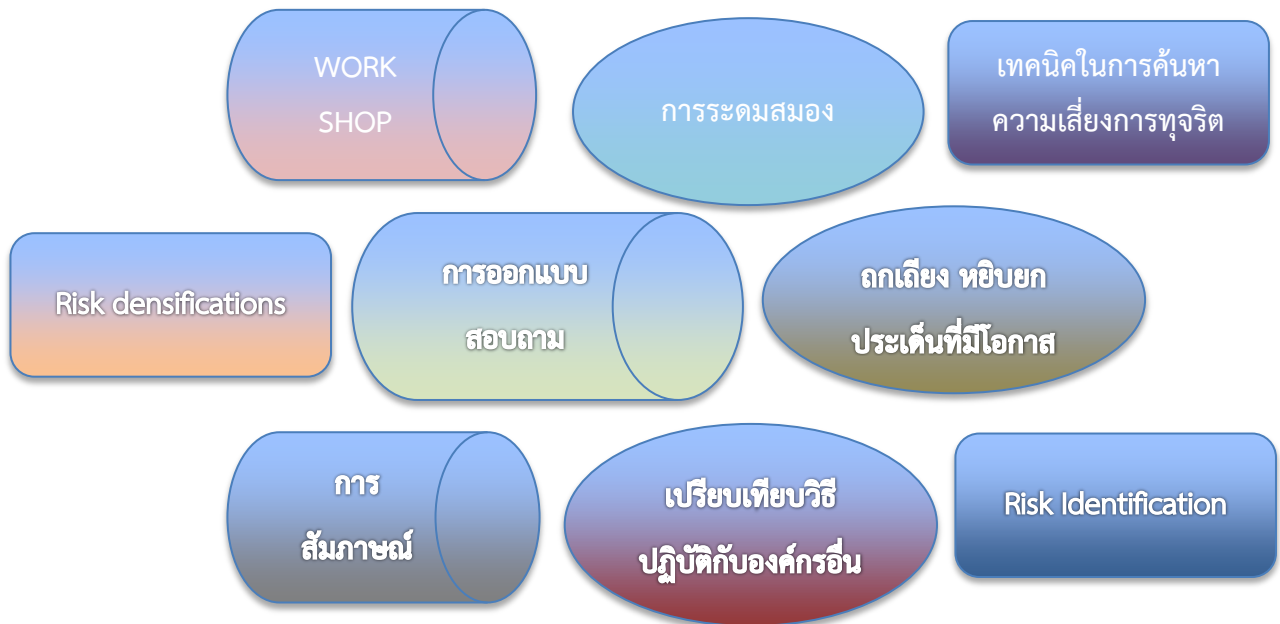 WORK
SHOP
การระดมสมอง
เทคนิคในการค้นหา
ความเสี่ยงการทุจริต
Risk densifications
การออกแบบ
สอบถาม
ถกเถียง หยิบยก
ประเด็นที่มีโอกาส
การ
สัมภาษณ์
เปรียบเทียบวิธี
ปฏิบัติกับองค์กรอื่น
Risk Identification